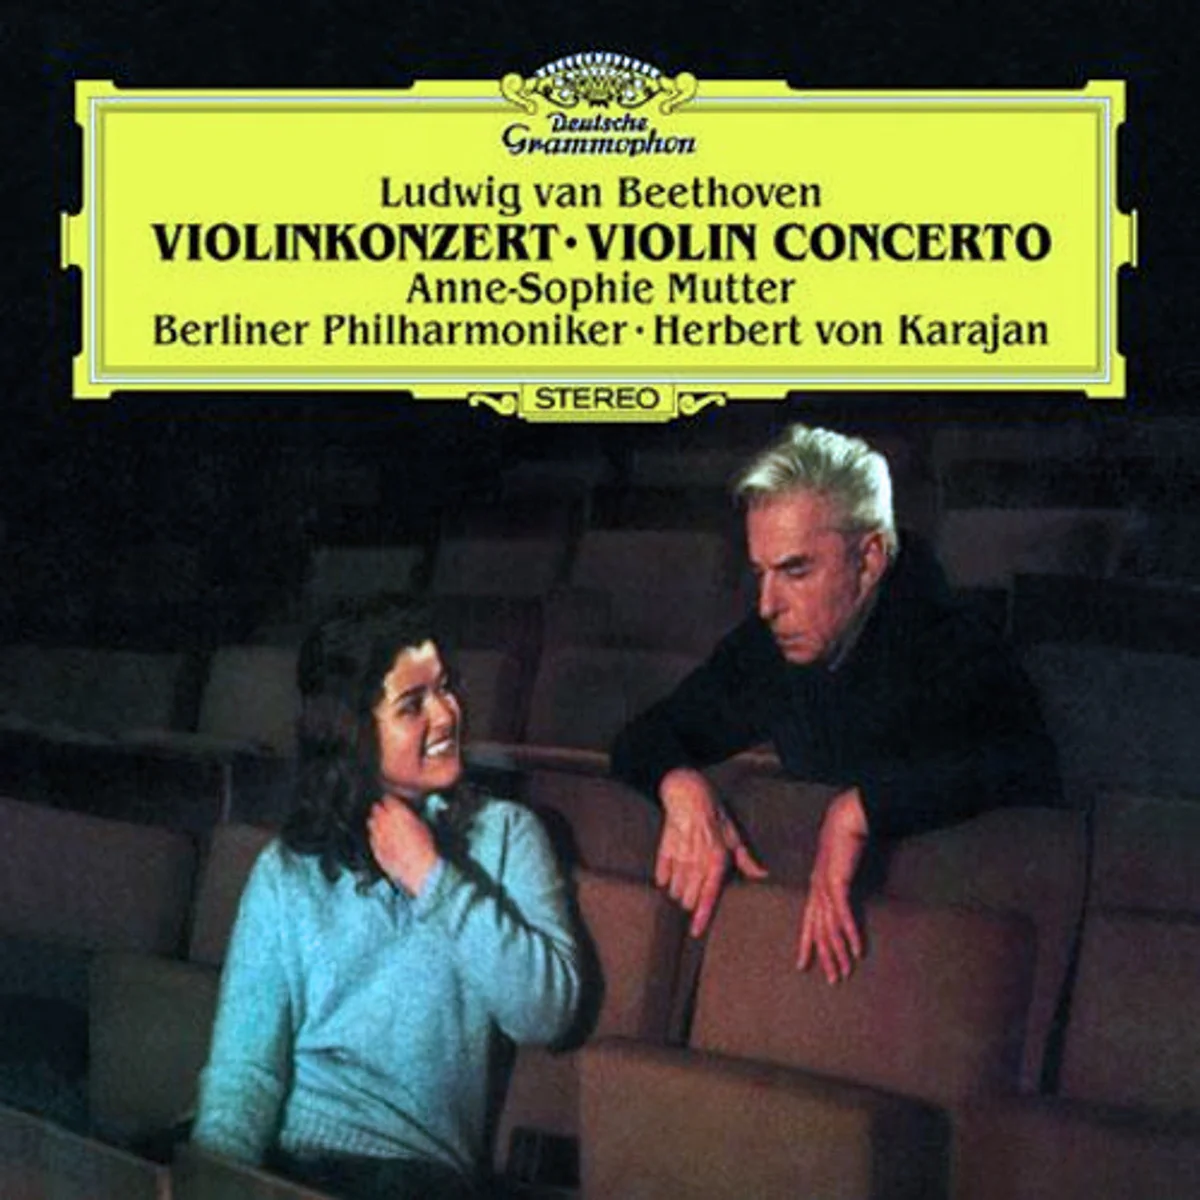 Deutsche
Grammophon
Ludwig van Beethoven
VIOLINKONZERT · VIOLIN CONCERTO
Anne-Sophie Mutter
Berliner Philharmoniker · Herbert von Karajan
STEREO